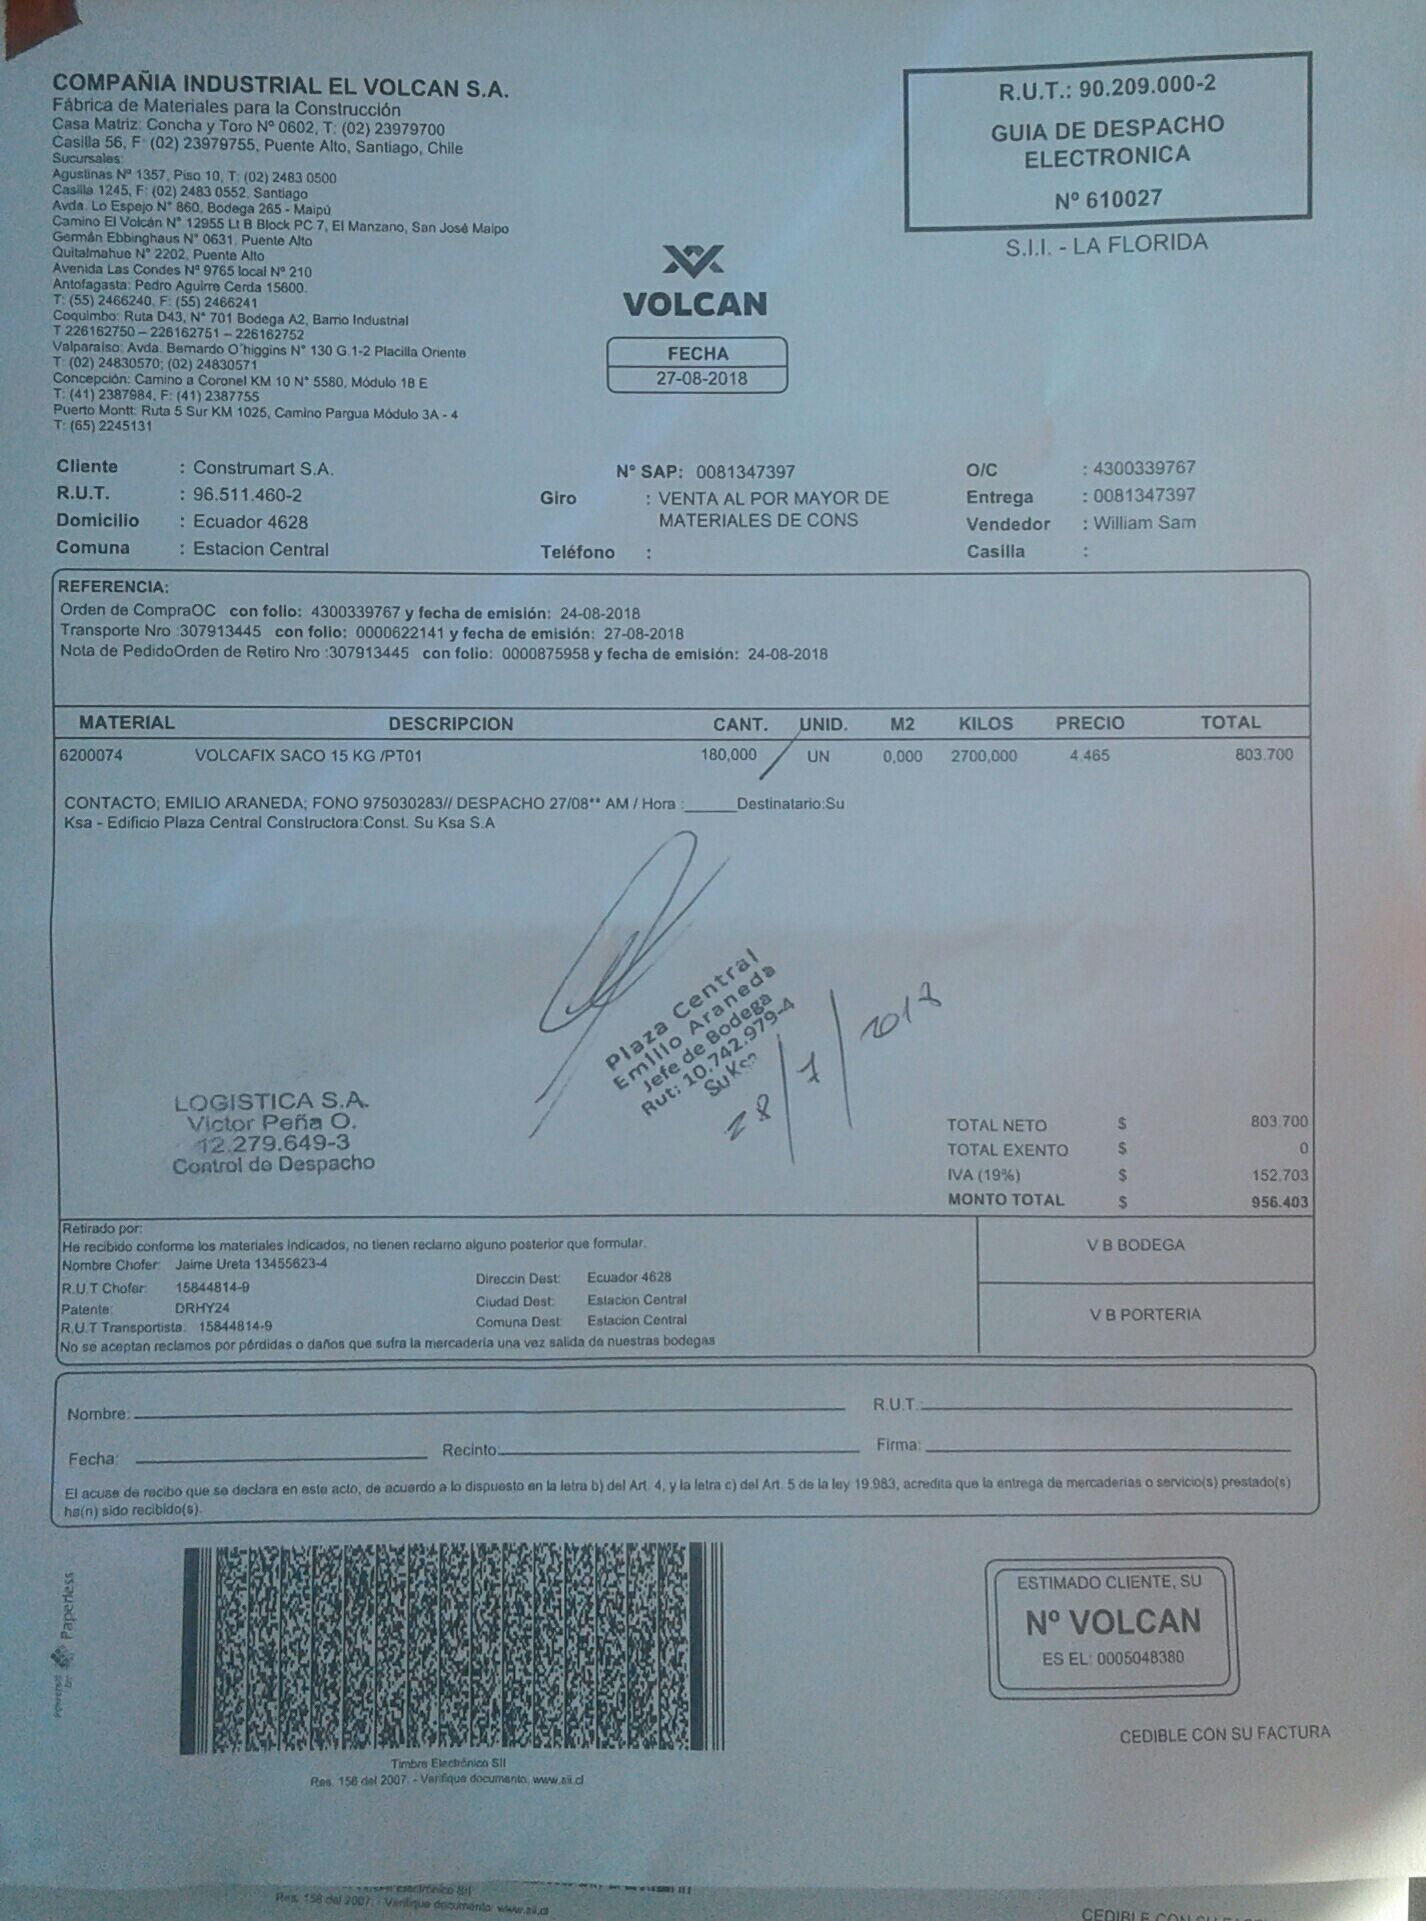 COMPAÑIA INDUSTRIAL EL VOLCAN S.A.
Fábrica de Materiales para la Construcción
Casa Matriz: Concha y Toro Nº 0602, T: (02) 23979700
Casilla 56, F: (02) 23979755, Puente Alto, Santiago, Chile
Sucursales:
Agustinas Nº 1357, Piso 10, T: (02) 2483 0500
Casilla 1245, F: (02) 2483 0552, Santiago
Avda. Lo Espejo N° 860, Bodega 265 - Maipú
Camino El Volcán N° 12955 Lt B Block PC 7, El Manzano, San José Maipo
Germán Ebbinghaus N° 0631, Puente Alto
Quitalmahue N° 2202, Puente Alto
Avenida Las Condes Nº 9765 local Nº 210
Antofagasta: Pedro Aguirre Cerda 15600.
T: (55) 2466240, F: (55) 2466241
Coquimbo: Ruta D43, N° 701 Bodega A2, Barrio Industrial
T 226162750 – 226162751 – 226162752
Valparaíso: Avda. Bernardo O'higgins N° 130 G.1-2 Placilla Oriente
T: (02) 24830570; (02) 24830571
Concepción: Camino a Coronel KM 10 N° 5580, Módulo 18 E
T: (41) 2387984, F: (41) 2387755
Puerto Montt: Ruta 5 Sur KM 1025, Camino Pargua Módulo 3A - 4
T: (65) 2245131
R.U.T.: 90.209.000-2
GUIA DE DESPACHO
ELECTRONICA
Nº 610027
S.I.I. - LA FLORIDA
VOLCAN
FECHA
27-08-2018
Cliente : Construmart S.A.
R.U.T. : 96.511.460-2
Domicilio : Ecuador 4628
Comuna : Estacion Central
N° SAP: 0081347397
Giro : VENTA AL POR MAYOR DE
MATERIALES DE CONS
Teléfono :
O/C : 4300339767
Entrega : 0081347397
Vendedor : William Sam
Casilla :
REFERENCIA:
Orden de CompraOC con folio: 4300339767 y fecha de emisión: 24-08-2018
Transporte Nro :307913445 con folio: 0000622141 y fecha de emisión: 27-08-2018
Nota de PedidoOrden de Retiro Nro :307913445 con folio: 0000875958 y fecha de emisión: 24-08-2018
MATERIAL DESCRIPCION CANT. UNID. M2 KILOS PRECIO TOTAL
6200074 VOLCAFIX SACO 15 KG /PT01 180,000 UN 0,000 2700,000 4.465 803.700
CONTACTO; EMILIO ARANEDA; FONO 975030283// DESPACHO 27/08** AM / Hora :______Destinatario:Su
Ksa - Edificio Plaza Central Constructora:Const. Su Ksa S.A
Plaza Central
Emilio Araneda
Jefe de Bodega
Rut: 10.742.979-4
Su Ksa
28/7/2018
LOGISTICA S.A.
Victor Peña O.
12.279.649-3
Control de Despacho
TOTAL NETO $ 803.700
TOTAL EXENTO $ 0
IVA (19%) $ 152.703
MONTO TOTAL $ 956.403
Retirado por:
He recibido conforme los materiales indicados, no tienen reclamo alguno posterior que formular.
Nombre Chofer: Jaime Ureta 13455623-4
R.U.T Chofer: 15844814-9
Patente: DRHY24
R.U.T Transportista: 15844814-9
Direccin Dest: Ecuador 4628
Ciudad Dest: Estacion Central
Comuna Dest: Estacion Central
No se aceptan reclamos por pérdidas o daños que sufra la mercadería una vez salida de nuestras bodegas
V B BODEGA
V B PORTERIA
Nombre: R.U.T.:
Fecha: Recinto: Firma:
El acuse de recibo que se declara en este acto, de acuerdo a lo dispuesto en la letra b) del Art. 4, y la letra c) del Art. 5 de la ley 19.983, acredita que la entrega de mercaderías o servicio(s) prestado(s)
ha(n) sido recibido(s).
powered by Paperless
Timbre Electrónico SII
Res. 158 del 2007. - Verifique documento: www.sii.cl
ESTIMADO CLIENTE, SU
Nº VOLCAN
ES EL: 0005048380
CEDIBLE CON SU FACTURA
Res. 158 del 2007. - Verifique documento: www.sii.cl